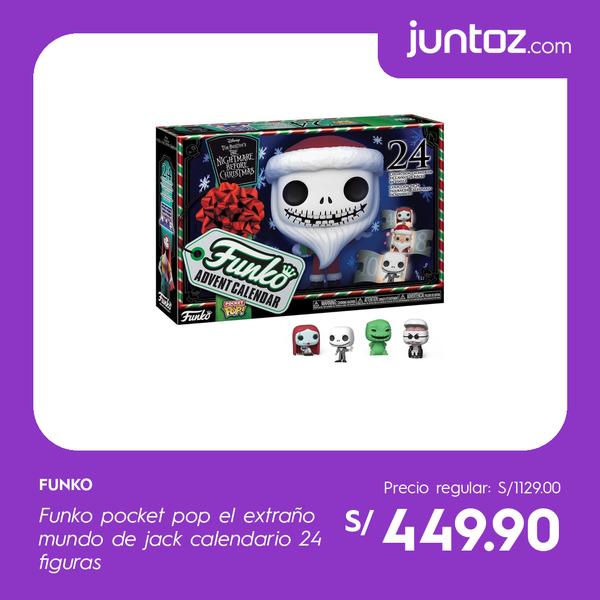 juntoz.com
Disney
Tim Burton's
THE
NIGHTMARE
BEFORE
CHRISTMAS
24
Funko
ADVENT CALENDAR
POCKET
POP!
Funko
FUNKO
Funko pocket pop el extraño
mundo de jack calendario 24
figuras
Precio regular: S/1129.00
S/ 449.90